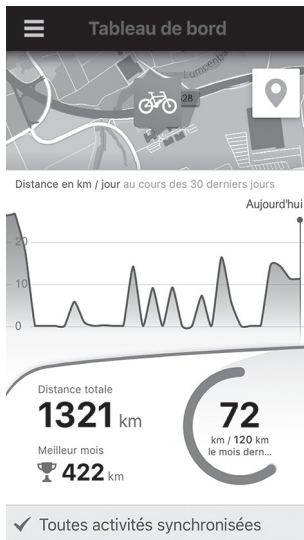 Tableau de bord
Lumpenba
28
Distance en km / jour au cours des 30 derniers jours
Aujourd'hui
20
10
0
Distance totale
1321 km
Meilleur mois
422 km
72
km / 120 km
le mois dern...
Toutes activités synchronisées